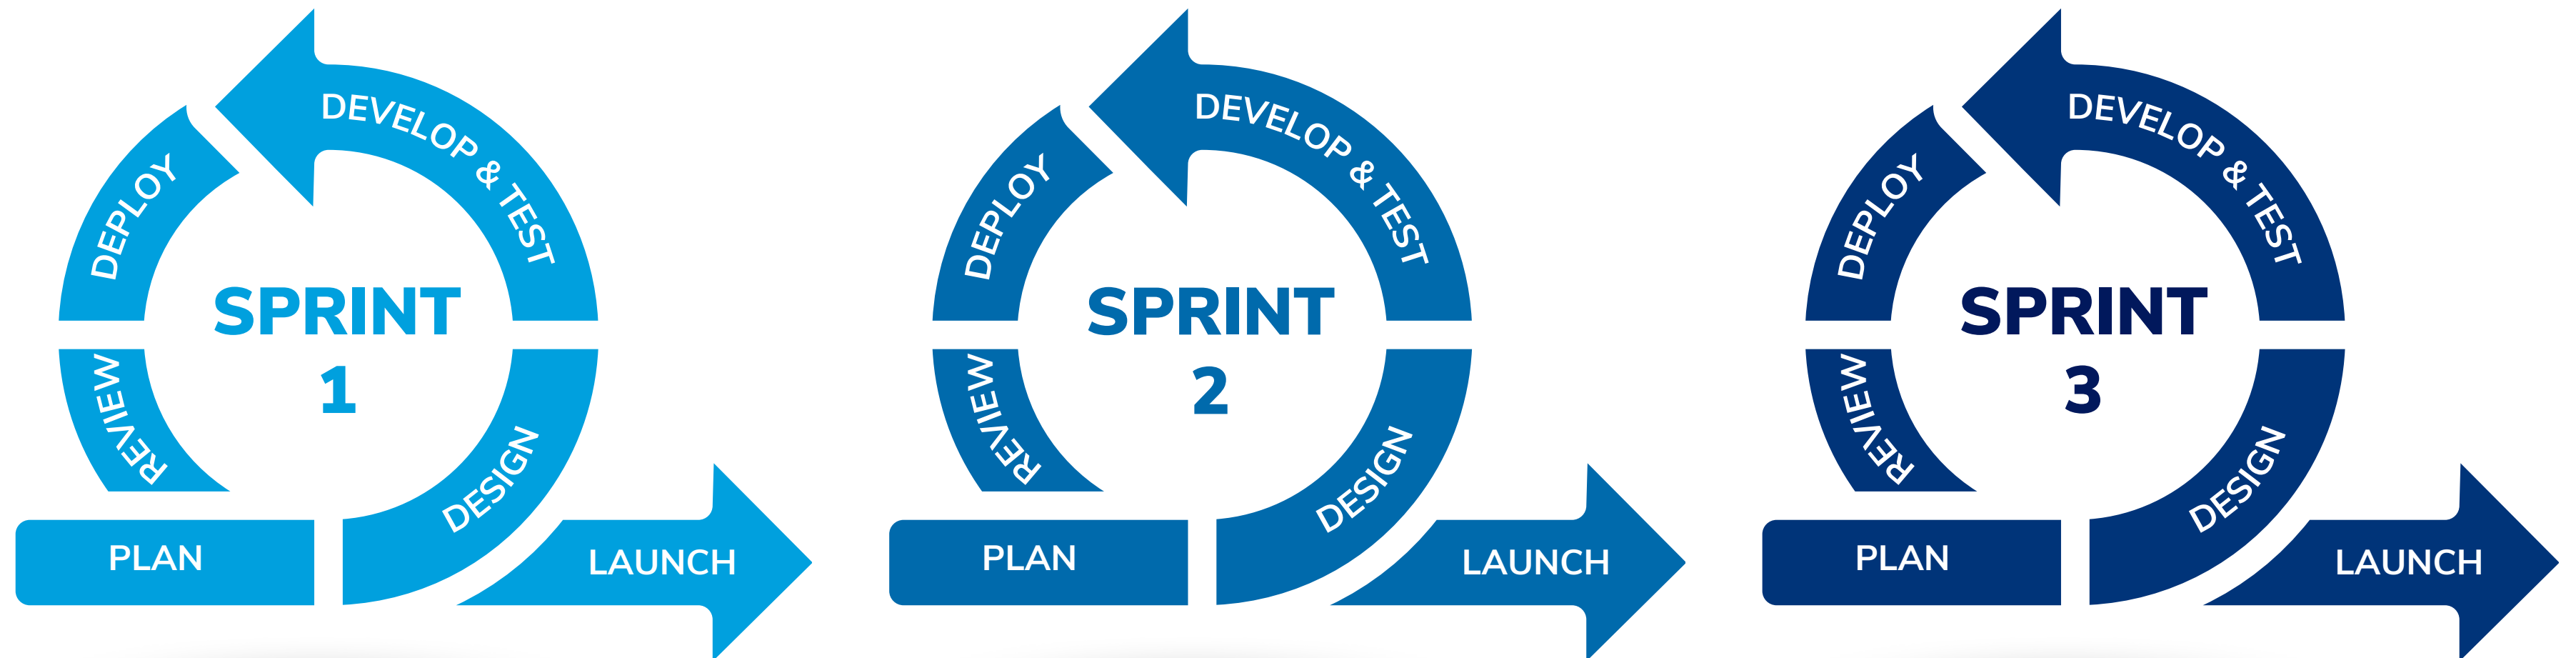 DEVELOP & TEST
DEPLOY
SPRINT
1
REVIEW
DESIGN
PLAN
LAUNCH
DEVELOP & TEST
DEPLOY
SPRINT
2
REVIEW
DESIGN
PLAN
LAUNCH
DEVELOP & TEST
DEPLOY
SPRINT
3
REVIEW
DESIGN
PLAN
LAUNCH